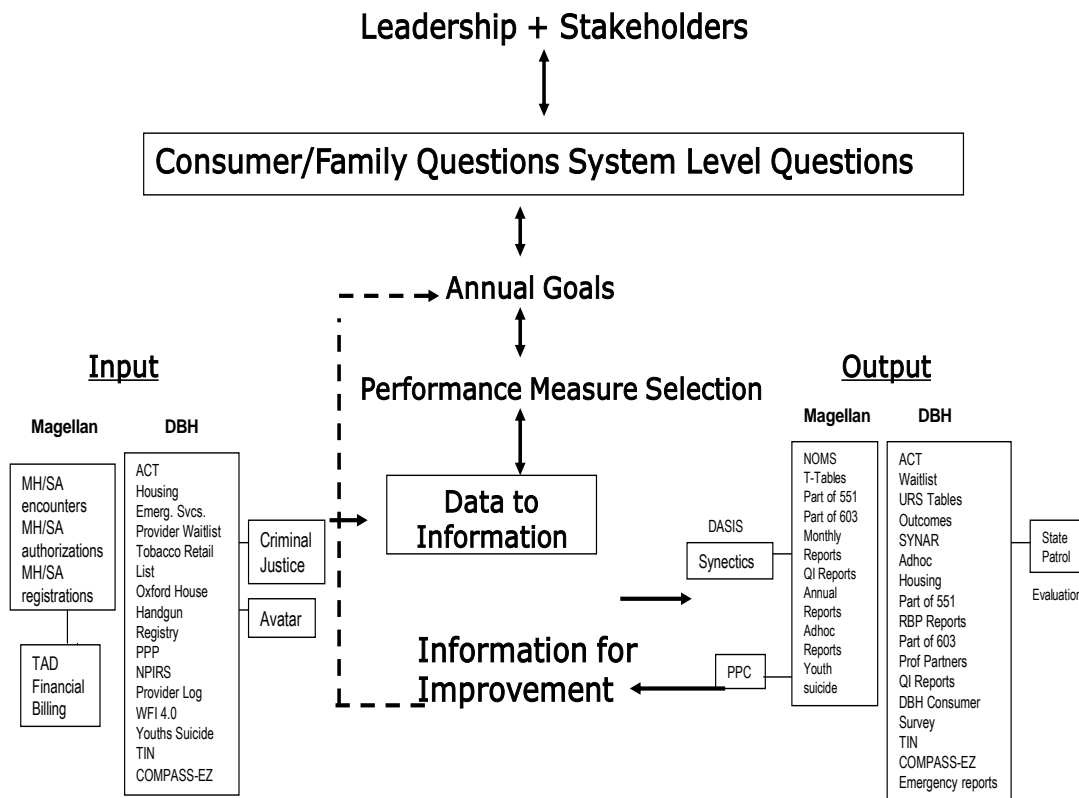 Leadership + Stakeholders
Consumer/Family Questions System Level Questions
Annual Goals
Performance Measure Selection
Data to
Information
Information for
Improvement
Input
Magellan
MH/SA
encounters
MH/SA
authorizations
MH/SA
registrations
TAD
Financial
Billing
DBH
ACT
Housing
Emerg. Svcs.
Provider Waitlist
Tobacco Retail
List
Oxford House
Handgun
Registry
PPP
NPIRS
Provider Log
WFI 4.0
Youths Suicide
TIN
COMPASS-EZ
Criminal
Justice
Avatar
Output
DASIS
Synectics
PPC
Magellan
NOMS
T-Tables
Part of 551
Part of 603
Monthly
Reports
QI Reports
Annual
Reports
Adhoc
Reports
Youth
suicide
DBH
ACT
Waitlist
URS Tables
Outcomes
SYNAR
Adhoc
Housing
Part of 551
RBP Reports
Part of 603
Prof Partners
QI Reports
DBH Consumer
Survey
TIN
COMPASS-EZ
Emergency reports
State
Patrol
Evaluation